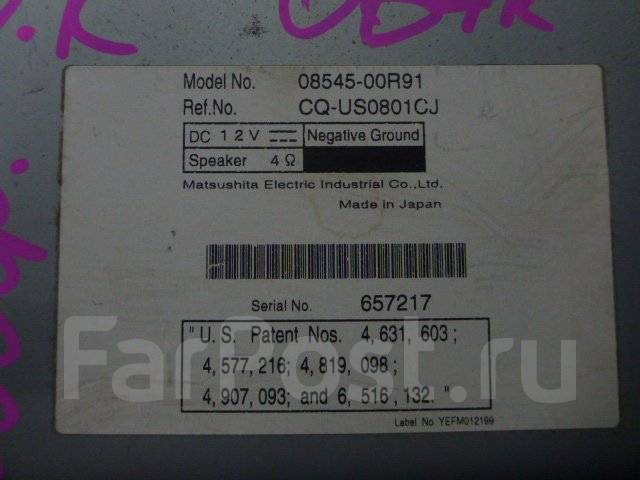 Model No. 08545-00R91
Ref.No. CQ-US0801CJ
DC 12V Negative Ground
Speaker 4Ω
Matsushita Electric Industrial Co.,Ltd.
Made in Japan
Serial No. 657217
"U.S. Patent Nos. 4,631,603;
4,577,216; 4,819,098;
4,907,093; and 6,516,132."
Label No. YEFM012199
FarPost.ru